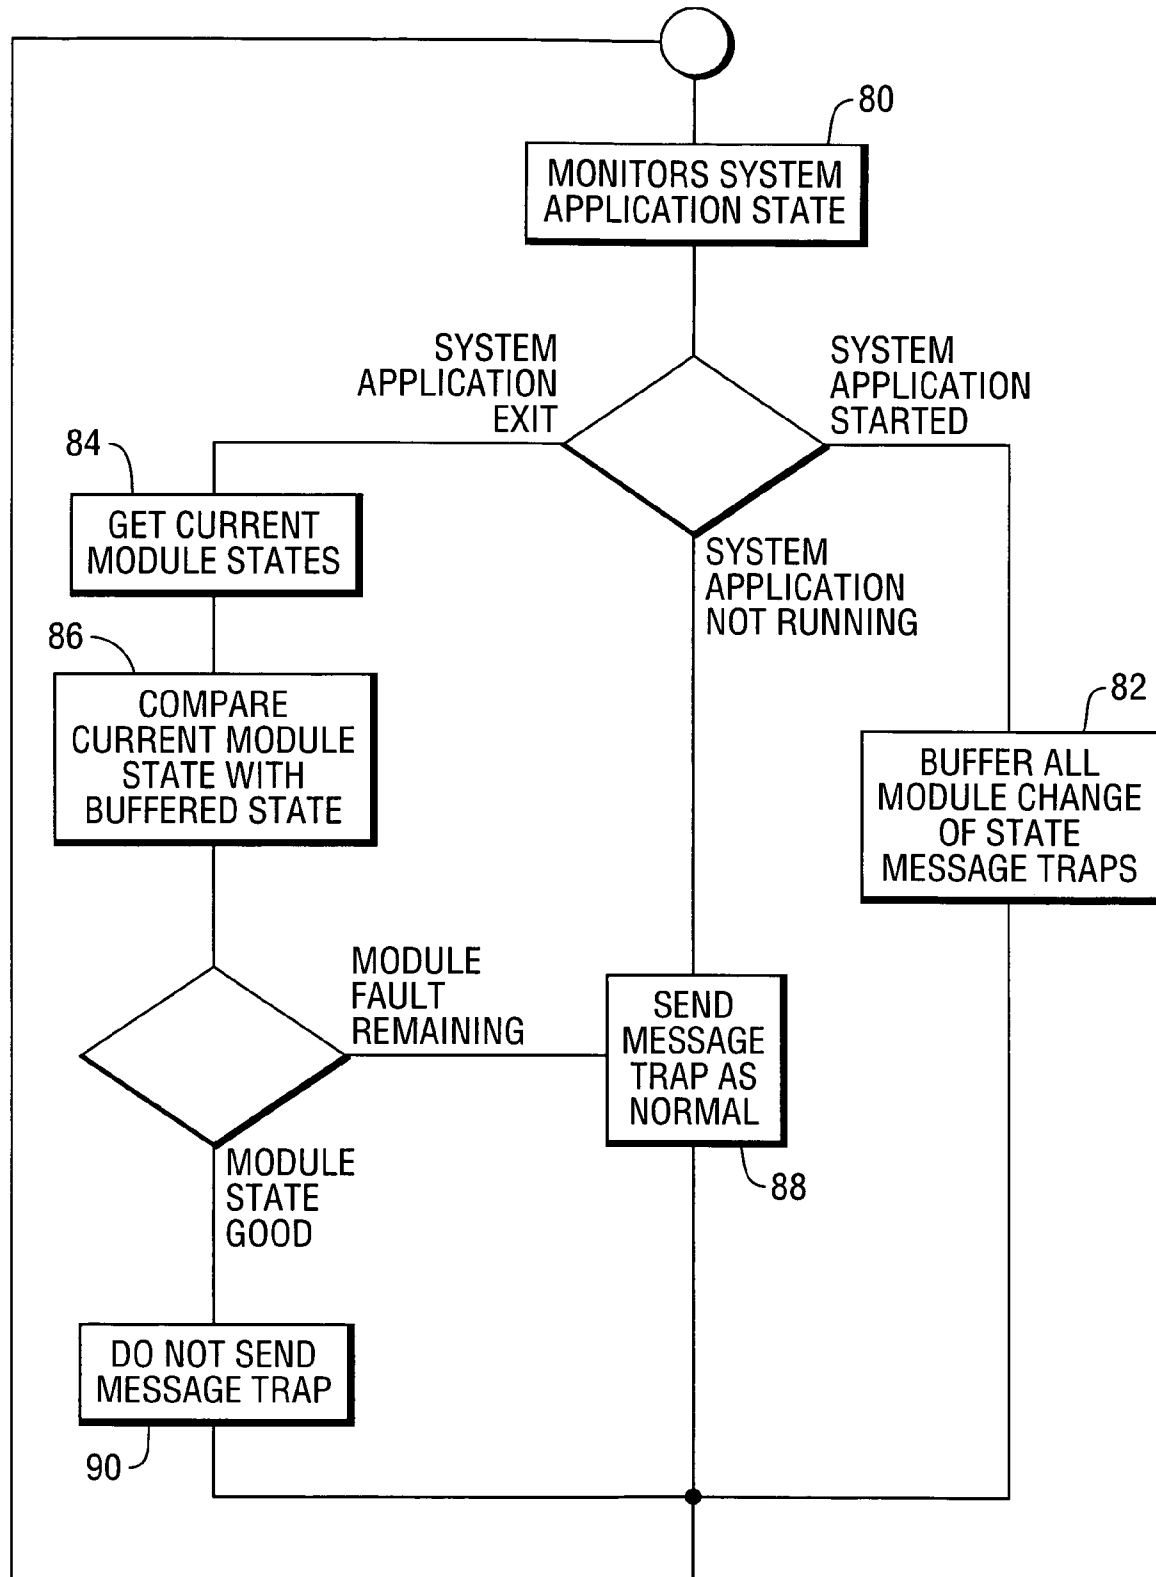 80
MONITORS SYSTEM
APPLICATION STATE
SYSTEM
APPLICATION
EXIT
SYSTEM
APPLICATION
STARTED
84
GET CURRENT
MODULE STATES
SYSTEM
APPLICATION
NOT RUNNING
86
COMPARE
CURRENT MODULE
STATE WITH
BUFFERED STATE
82
BUFFER ALL
MODULE CHANGE
OF STATE
MESSAGE TRAPS
MODULE
FAULT
REMAINING
SEND
MESSAGE
TRAP AS
NORMAL
88
MODULE
STATE
GOOD
DO NOT SEND
MESSAGE TRAP
90